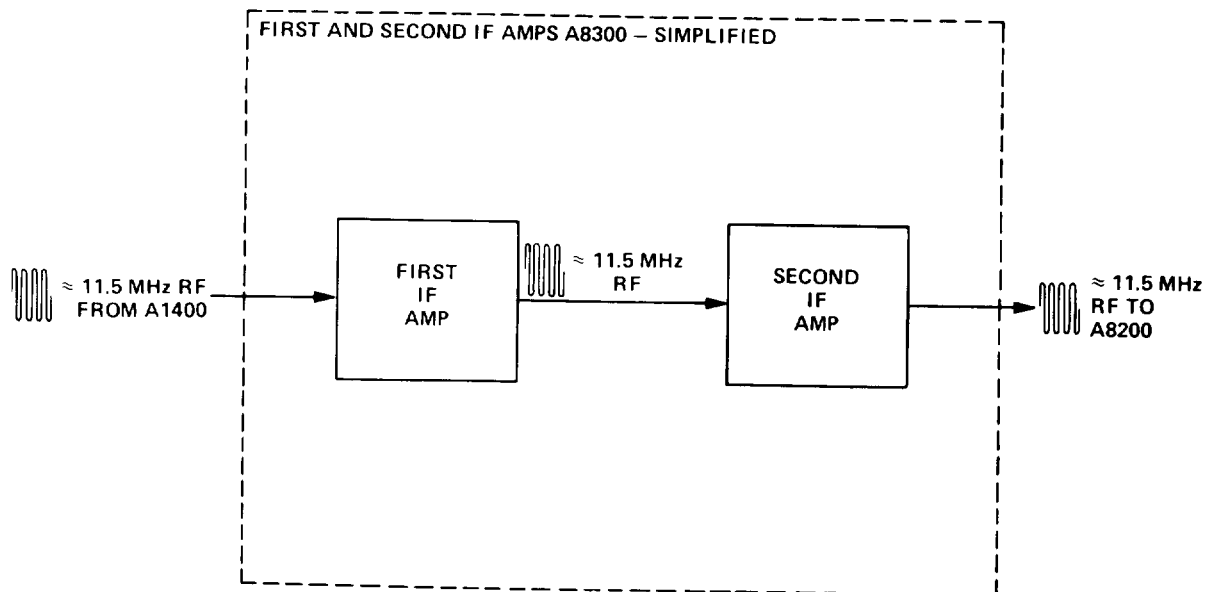 FIRST AND SECOND IF AMPS A8300 – SIMPLIFIED
≈ 11.5 MHz RF
FROM A1400
FIRST
IF
AMP
≈ 11.5 MHz
RF
SECOND
IF
AMP
≈ 11.5 MHz
RF TO
A8200